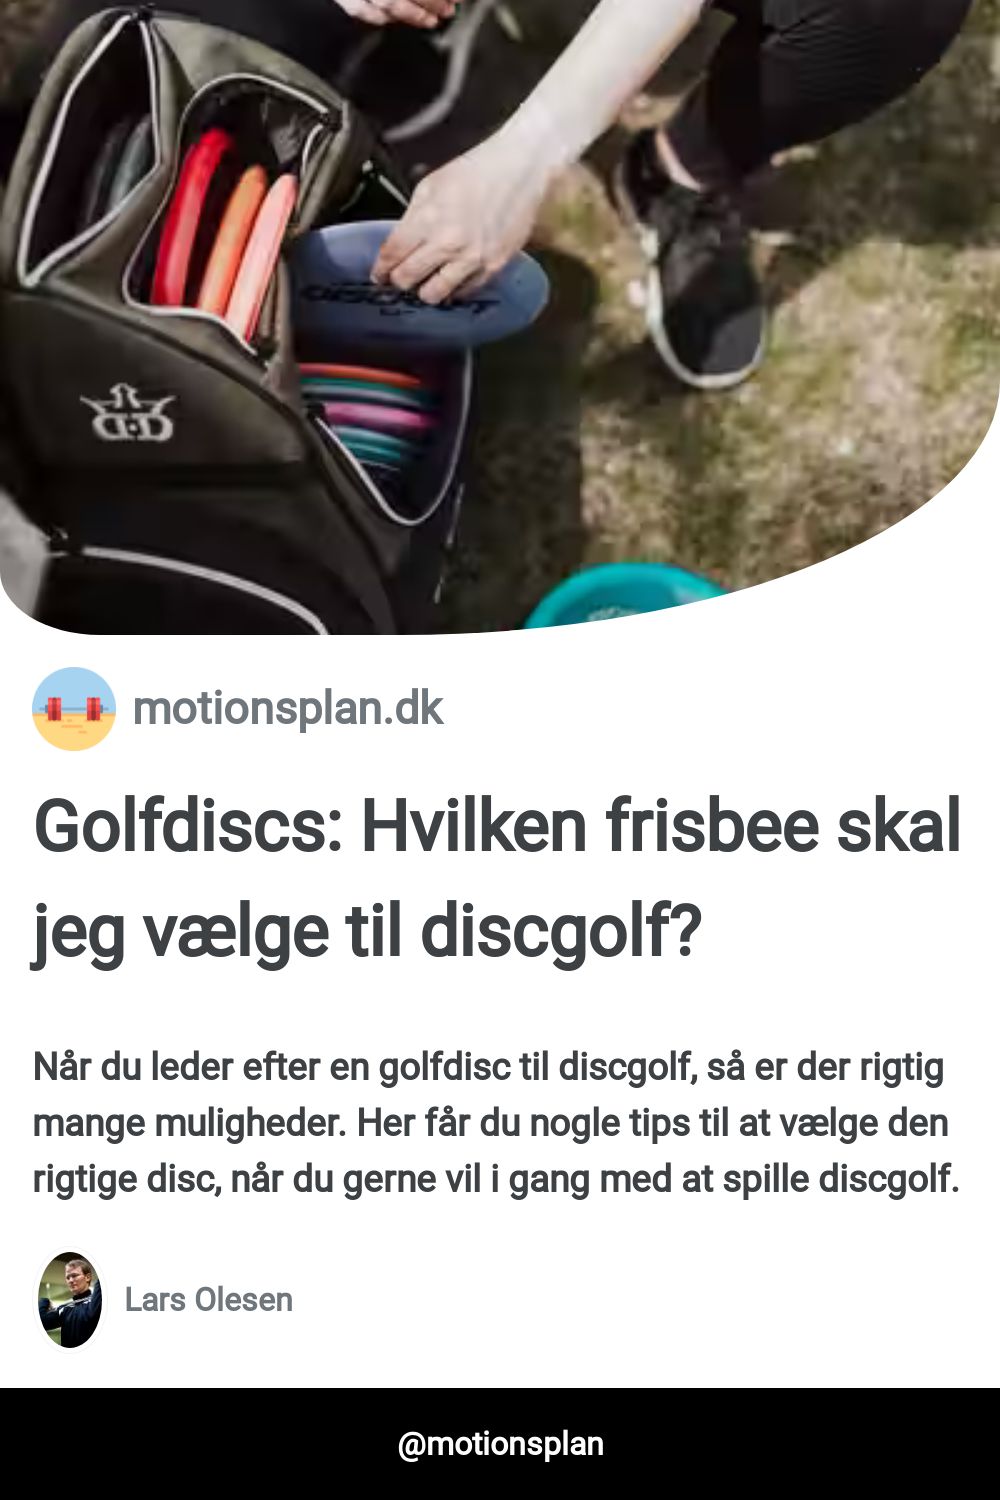 DISCRAFT
motionsplan.dk
Golfdiscs: Hvilken frisbee skal
jeg vælge til discgolf?
Når du leder efter en golfdisc til discgolf, så er der rigtig
mange muligheder. Her får du nogle tips til at vælge den
rigtige disc, når du gerne vil i gang med at spille discgolf.
Lars Olesen
@motionsplan